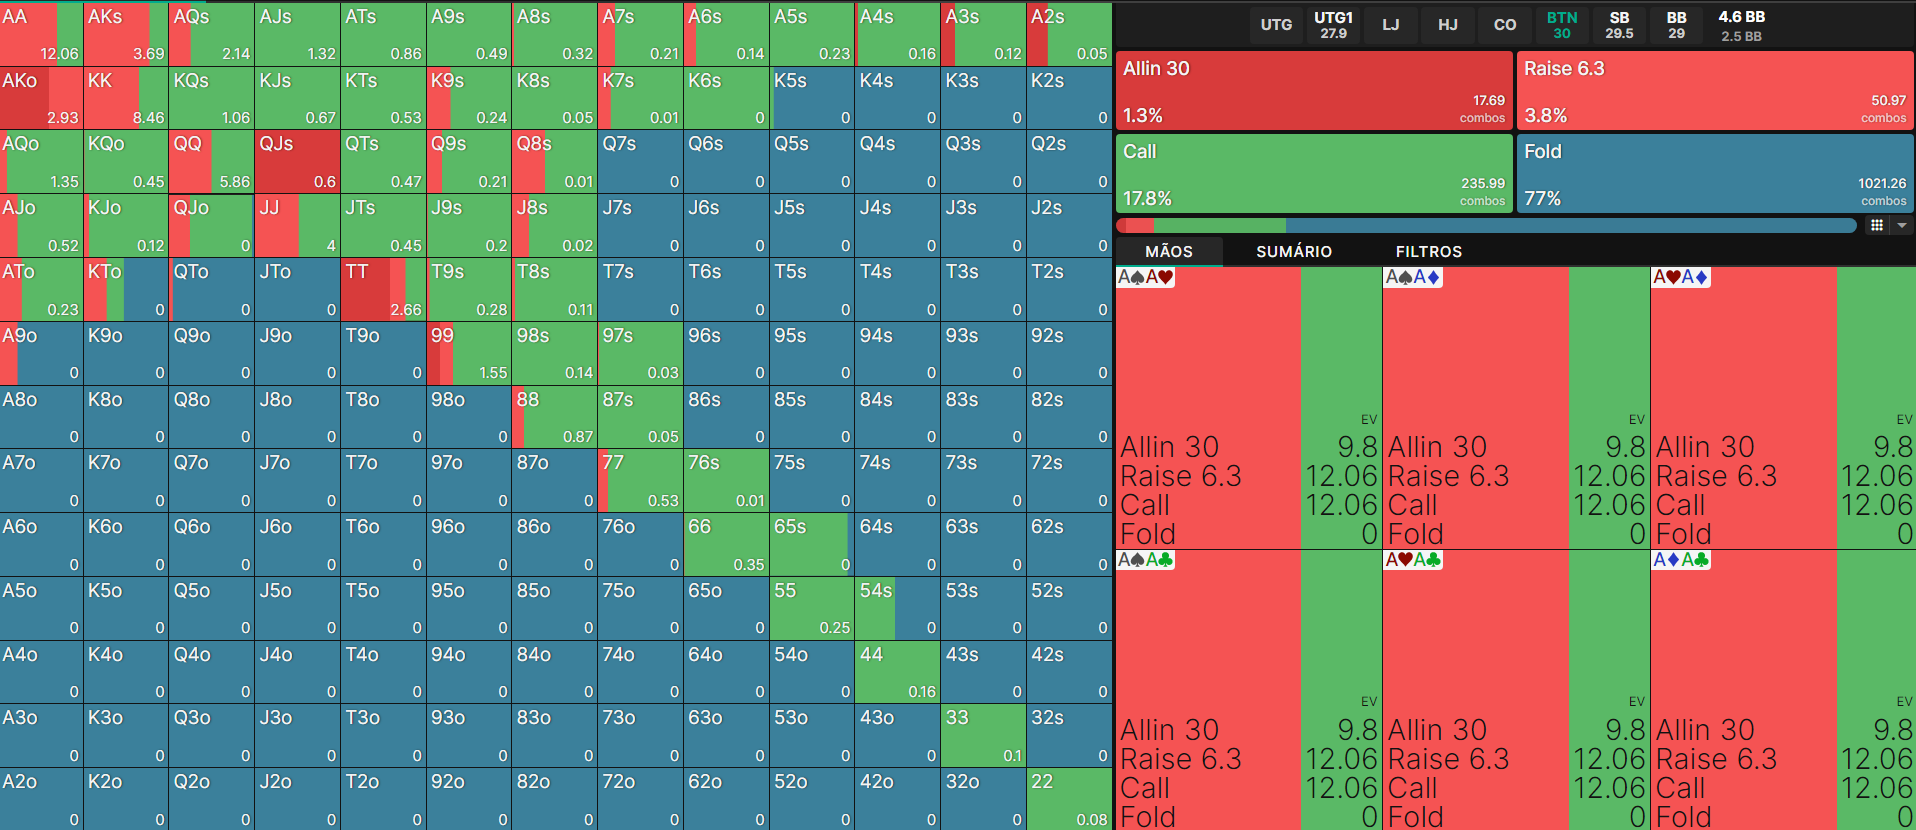 AA 12.06 AKs 3.69 AQs 2.14 AJs 1.32 ATs 0.86 A9s 0.49 A8s 0.32 A7s 0.21 A6s 0.14 A5s 0.23 A4s 0.16 A3s 0.12 A2s 0.05
AKo 2.93 KK 8.46 KQs 1.06 KJs 0.67 KTs 0.53 K9s 0.24 K8s 0.05 K7s 0.01 K6s 0 K5s 0 K4s 0 K3s 0 K2s 0
AQo 1.35 KQo 0.45 QQ 5.86 QJs 0.6 QTs 0.47 Q9s 0.21 Q8s 0.01 Q7s 0 Q6s 0 Q5s 0 Q4s 0 Q3s 0 Q2s 0
AJo 0.52 KJo 0.12 QJo 0 JJ 4 JTs 0.45 J9s 0.2 J8s 0.02 J7s 0 J6s 0 J5s 0 J4s 0 J3s 0 J2s 0
ATo 0.23 KTo 0 QTo 0 JTo 0 TT 2.66 T9s 0.28 T8s 0.11 T7s 0 T6s 0 T5s 0 T4s 0 T3s 0 T2s 0
A9o 0 K9o 0 Q9o 0 J9o 0 T9o 0 99 1.55 98s 0.14 97s 0.03 96s 0 95s 0 94s 0 93s 0 92s 0
A8o 0 K8o 0 Q8o 0 J8o 0 T8o 0 98o 0 88 0.87 87s 0.05 86s 0 85s 0 84s 0 83s 0 82s 0
A7o 0 K7o 0 Q7o 0 J7o 0 T7o 0 97o 0 87o 0 77 0.53 76s 0.01 75s 0 74s 0 73s 0 72s 0
A6o 0 K6o 0 Q6o 0 J6o 0 T6o 0 96o 0 86o 0 76o 0 66 0.35 65s 0 64s 0 63s 0 62s 0
A5o 0 K5o 0 Q5o 0 J5o 0 T5o 0 95o 0 85o 0 75o 0 65o 0 55 0.25 54s 0 53s 0 52s 0
A4o 0 K4o 0 Q4o 0 J4o 0 T4o 0 94o 0 84o 0 74o 0 64o 0 54o 0 44 0.16 43s 0 42s 0
A3o 0 K3o 0 Q3o 0 J3o 0 T3o 0 93o 0 83o 0 73o 0 63o 0 53o 0 43o 0 33 0.1 32s 0
A2o 0 K2o 0 Q2o 0 J2o 0 T2o 0 92o 0 82o 0 72o 0 62o 0 52o 0 42o 0 32o 0 22 0.08
UTG UTG1 LJ HJ CO BTN SB BB 4.6 BB
27.9 30 29.5 29 2.5 BB
Allin 30
17.69
1.3% combos
Raise 6.3
50.97
3.8% combos
Call
235.99
17.8% combos
Fold
1021.26
77% combos
MÃOS SUMÁRIO FILTROS
A♠A♥ A♠A♦ A♥A♦
EV EV EV
Allin 30 9.8 Allin 30 9.8 Allin 30 9.8
Raise 6.3 12.06 Raise 6.3 12.06 Raise 6.3 12.06
Call 12.06 Call 12.06 Call 12.06
Fold 0 Fold 0 Fold 0
A♠A♣ A♥A♣ A♦A♣
EV EV EV
Allin 30 9.8 Allin 30 9.8 Allin 30 9.8
Raise 6.3 12.06 Raise 6.3 12.06 Raise 6.3 12.06
Call 12.06 Call 12.06 Call 12.06
Fold 0 Fold 0 Fold 0